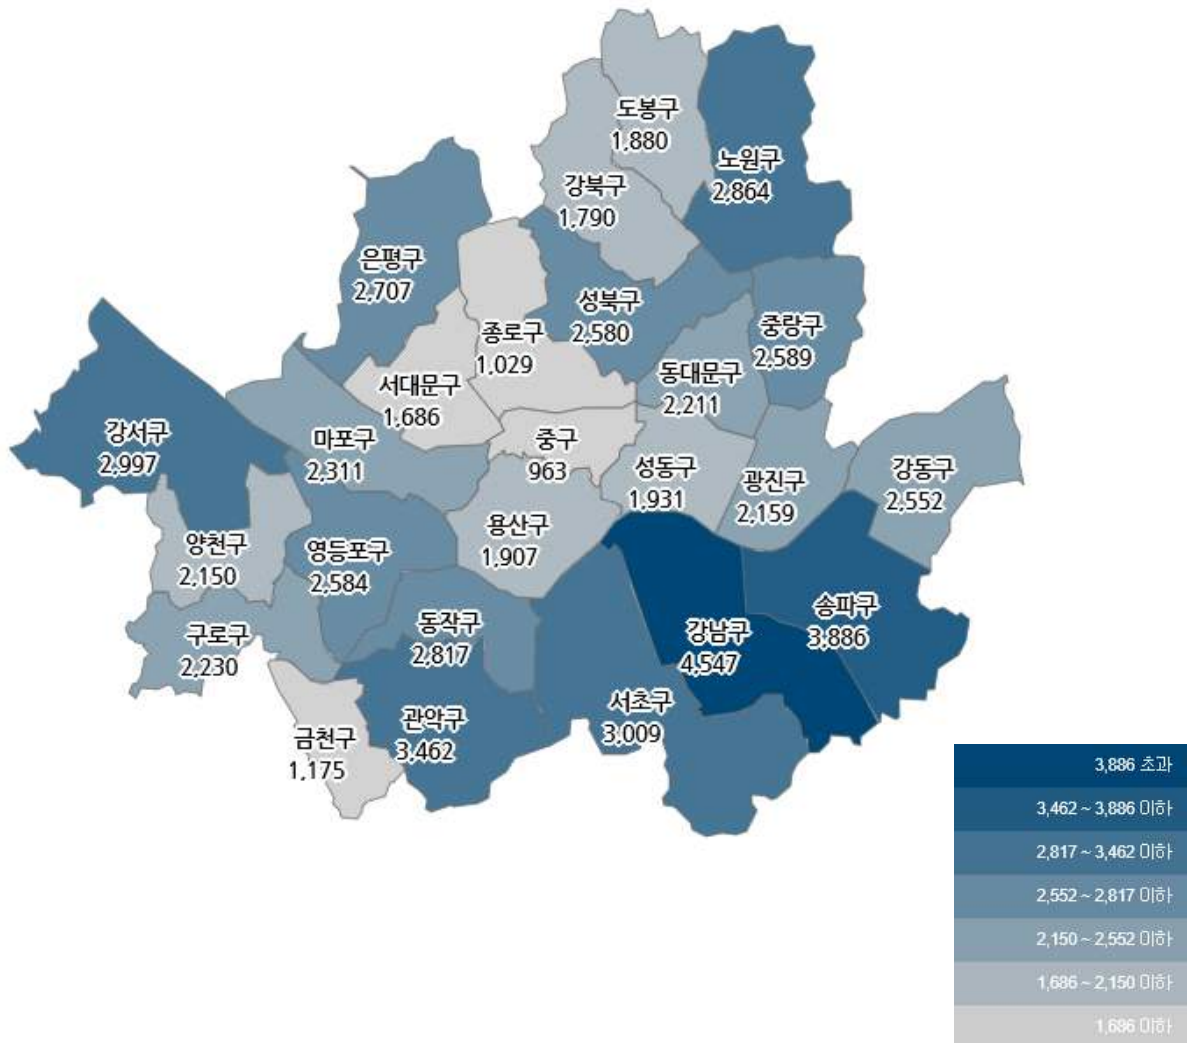 도봉구
1,880
노원구
2,864
강북구
1,790
은평구
2,707
성북구
2,580
중랑구
2,589
종로구
1,029
동대문구
2,211
서대문구
1,686
강서구
2,997
마포구
2,311
중구
963
성동구
1,931
광진구
2,159
강동구
2,552
용산구
1,907
양천구
2,150
영등포구
2,584
구로구
2,230
동작구
2,817
강남구
4,547
송파구
3,886
서초구
3,009
관악구
3,462
금천구
1,175
3,886 초과
3,462 ~ 3,886 이하
2,817 ~ 3,462 이하
2,552 ~ 2,817 이하
2,150 ~ 2,552 이하
1,686 ~ 2,150 이하
1,686 이하